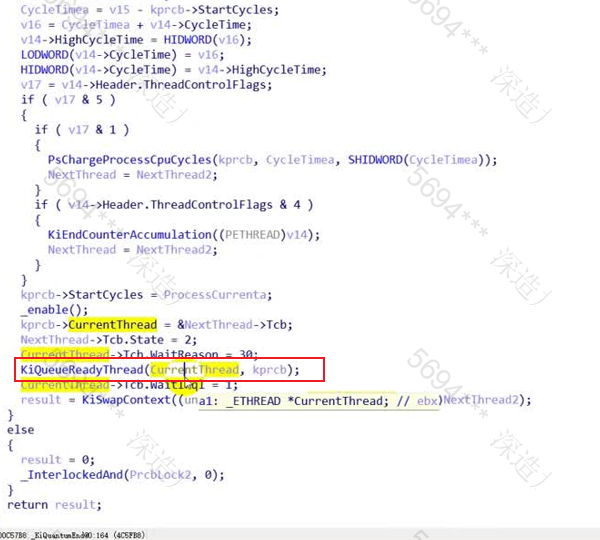 CycleTimea = v15 - kprcb->StartCycles;
v16 = CycleTimea + v14->CycleTime;
v14->HighCycleTime = HIDWORD(v16);
LODWORD(v14->CycleTime) = v16;
HIDWORD(v14->CycleTime) = v14->HighCycleTime;
v17 = v14->Header.ThreadControlFlags;
if ( v17 & 5 )
{
if ( v17 & 1 )
{
PsChargeProcessCpuCycles(kprcb, CycleTimea, SHIDWORD(CycleTimea));
NextThread = NextThread2;
}
if ( v14->Header.ThreadControlFlags & 4 )
{
KiEndCounterAccumulation((PETHREAD)v14);
NextThread = NextThread2;
}
}
kprcb->StartCycles = ProcessCurrenta;
_enable();
kprcb->CurrentThread = &NextThread->Tcb;
NextThread->Tcb.State = 2;
CurrentThread->Tcb.WaitReason = 30;
KiQueueReadyThread(CurrentThread, kprcb);
CurrentThread->Tcb.WaitIrql = 1;
result = KiSwapContext((un
a1: _ETHREAD *CurrentThread; // ebx
)NextThread2);
}
else
{
result = 0;
_InterlockedAnd(PrcbLock2, 0);
}
return result;
00C57B8:_KiQuantumEnd@0:164 (4C5FB8)
5694***
深造
5694***
深造
5694***
深造
5694***
深造